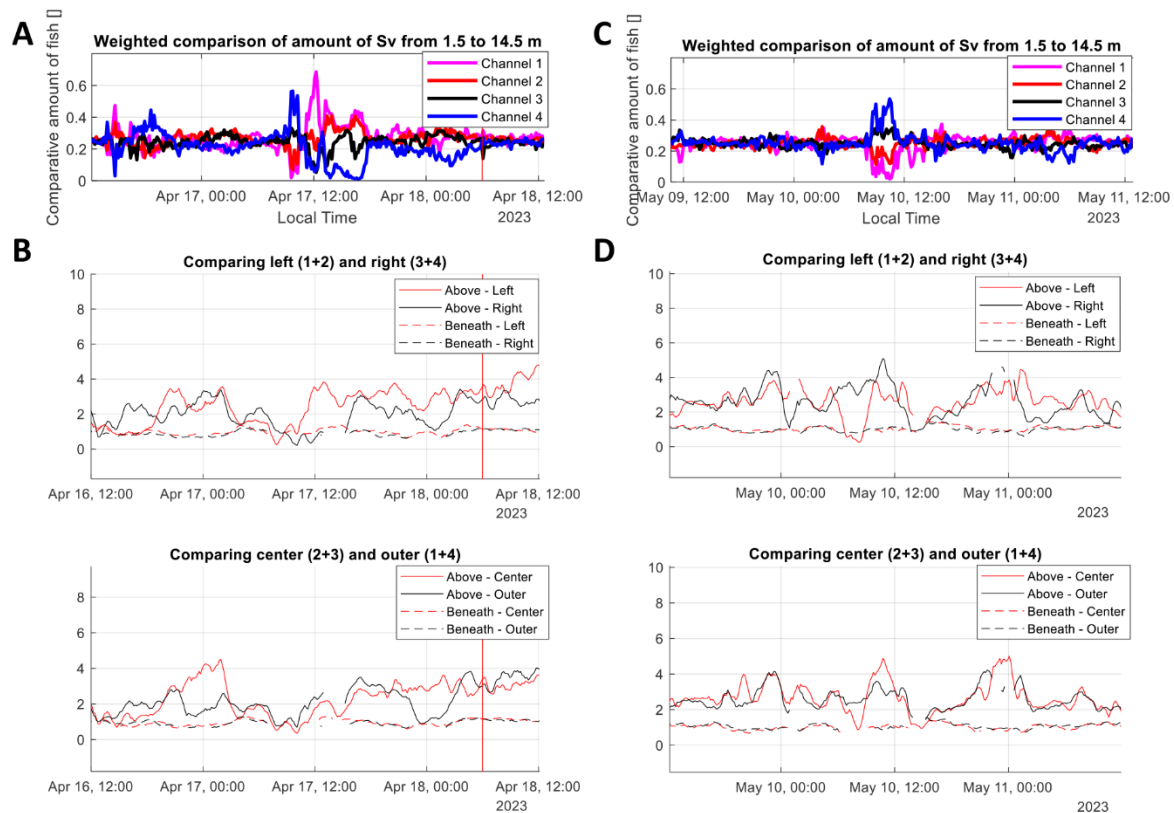 A
Weighted comparison of amount of Sv from 1.5 to 14.5 m
Comparative amount of fish []
0.6
0.4
0.2
0
Channel 1
Channel 2
Channel 3
Channel 4
Apr 17, 00:00
Apr 17, 12:00
Apr 18, 00:00
Apr 18, 12:00
Local Time
2023
C
Weighted comparison of amount of Sv from 1.5 to 14.5 m
Comparative amount of fish []
0.6
0.4
0.2
0
Channel 1
Channel 2
Channel 3
Channel 4
May 09, 12:00
May 10, 00:00
May 10, 12:00
May 11, 00:00
May 11, 12:00
Local Time
2023
B
Comparing left (1+2) and right (3+4)
10
8
6
4
2
0
Above - Left
Above - Right
Beneath - Left
Beneath - Right
Apr 16, 12:00
Apr 17, 00:00
Apr 17, 12:00
Apr 18, 00:00
Apr 18, 12:00
2023
D
Comparing left (1+2) and right (3+4)
10
8
6
4
2
0
Above - Left
Above - Right
Beneath - Left
Beneath - Right
May 10, 00:00
May 10, 12:00
May 11, 00:00
2023
Comparing center (2+3) and outer (1+4)
8
6
4
2
0
Above - Center
Above - Outer
Beneath - Center
Beneath - Outer
Apr 16, 12:00
Apr 17, 00:00
Apr 17, 12:00
Apr 18, 00:00
Apr 18, 12:00
2023
Comparing center (2+3) and outer (1+4)
10
8
6
4
2
0
Above - Center
Above - Outer
Beneath - Center
Beneath - Outer
May 10, 00:00
May 10, 12:00
May 11, 00:00
2023